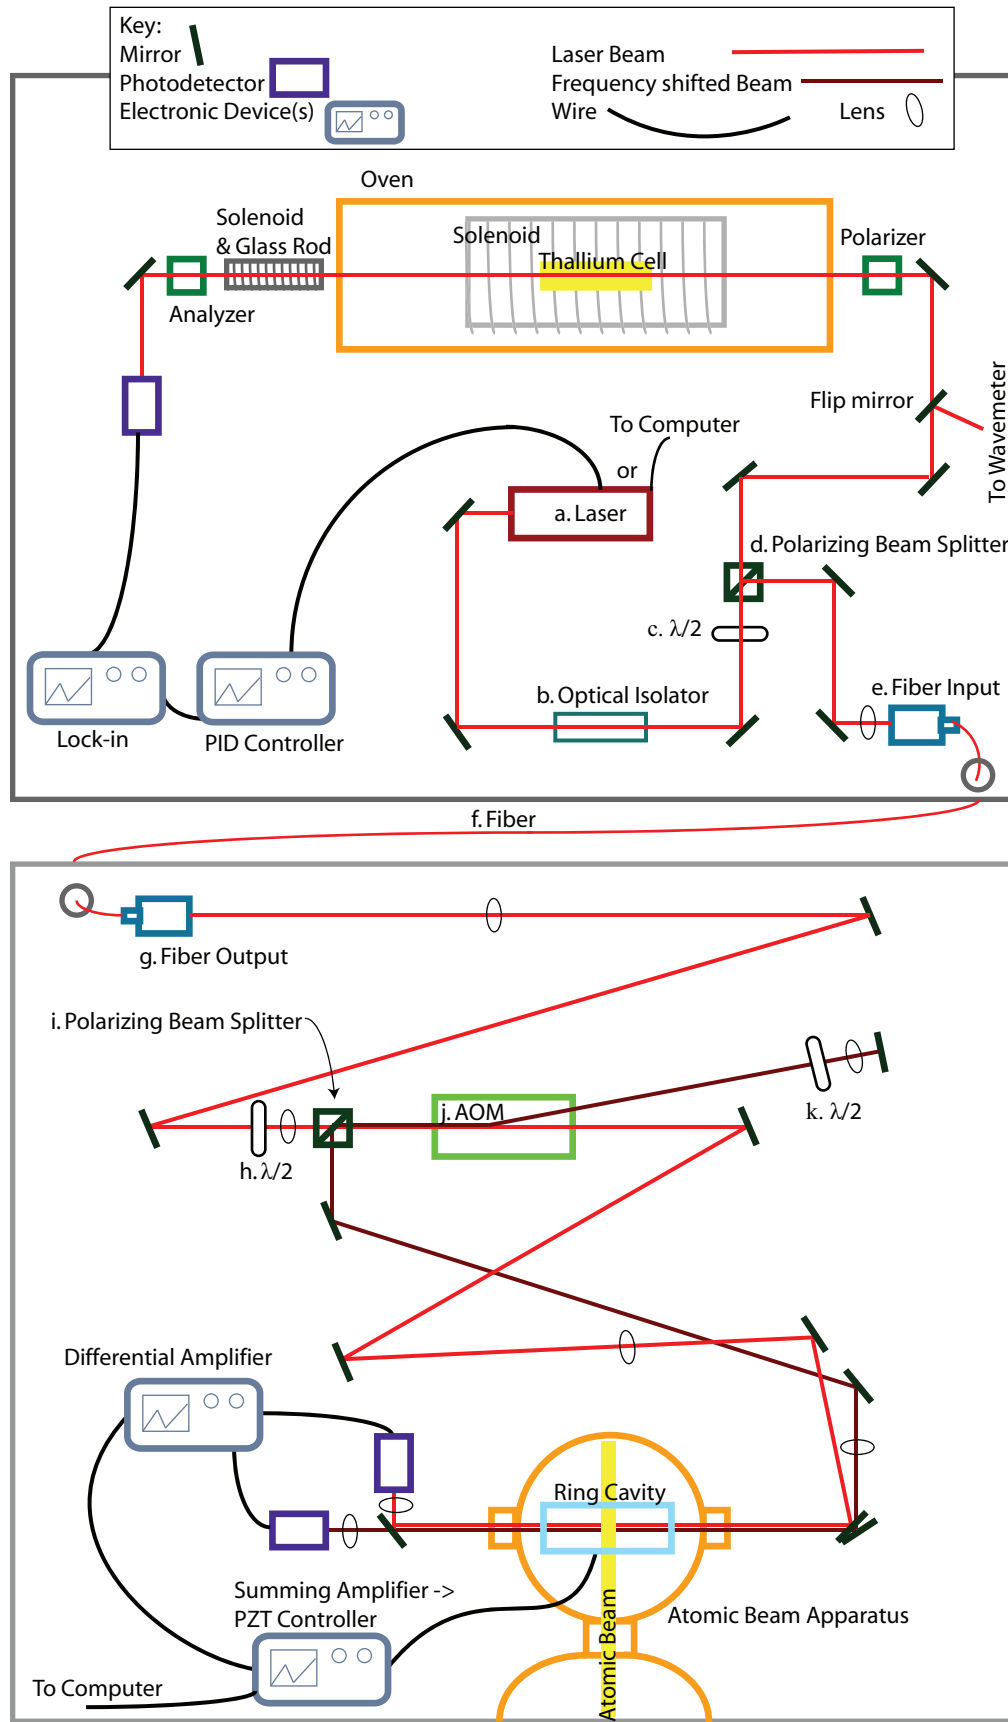 Key:
Mirror
Photodetector
Electronic Device(s)
Laser Beam
Frequency shifted Beam
Wire
Lens
Oven
Solenoid
& Glass Rod
Solenoid
Thallium Cell
Polarizer
Analyzer
Flip mirror
To Wavemeter
To Computer
or
a. Laser
d. Polarizing Beam Splitter
c. λ/2
b. Optical Isolator
e. Fiber Input
Lock-in
PID Controller
f. Fiber
g. Fiber Output
i. Polarizing Beam Splitter
j. AOM
k. λ/2
h. λ/2
Differential Amplifier
Ring Cavity
Summing Amplifier ->
PZT Controller
Atomic Beam
Atomic Beam Apparatus
To Computer